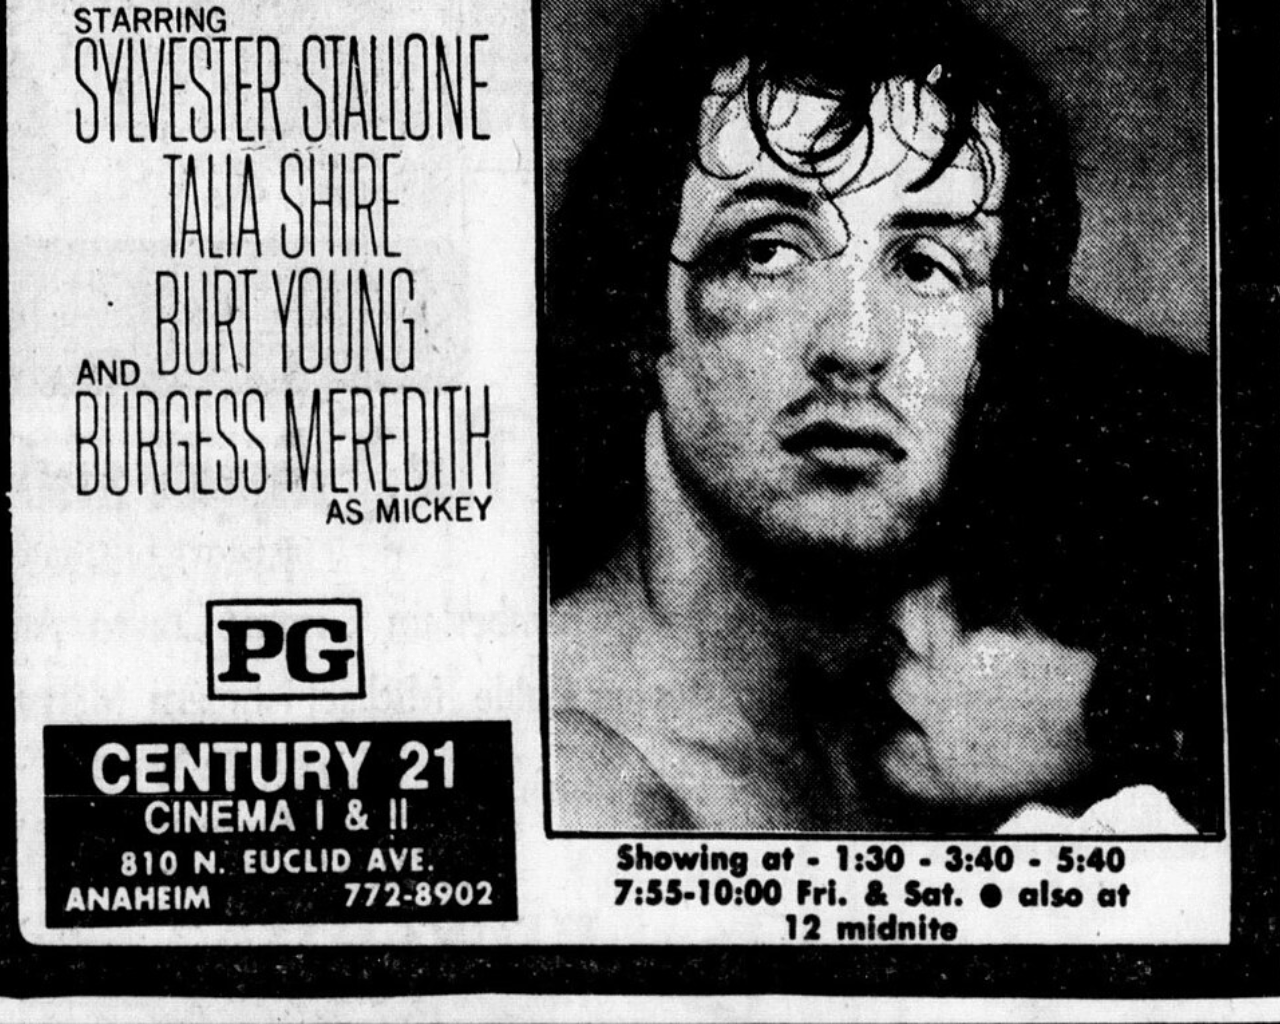 STARRING
SYLVESTER STALLONE
TALIA SHIRE
BURT YOUNG
AND
BURGESS MEREDITH
AS MICKEY
PG
CENTURY 21
CINEMA I & II
810 N. EUCLID AVE.
ANAHEIM 772-8902
Showing at - 1:30 - 3:40 - 5:40
7:55-10:00 Fri. & Sat. ● also at
12 midnite